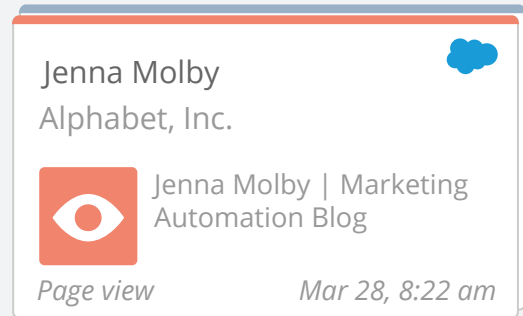 Jenna Molby
Alphabet, Inc.
Jenna Molby | Marketing
Automation Blog
Page view Mar 28, 8:22 am